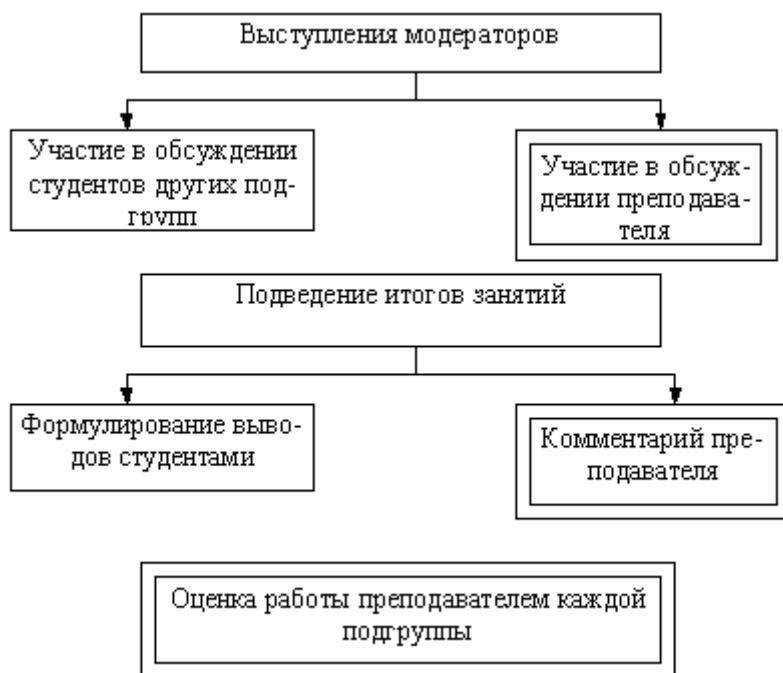 Выступления модераторов
Участие в обсуждении
студентов других под-
групп
Участие в обсуж-
дении преподава-
теля
Подведение итогов занятий
Формулирование выво-
дов студентами
Комментарий пре-
подавателя
Оценка работы преподавателем каждой
подгруппы